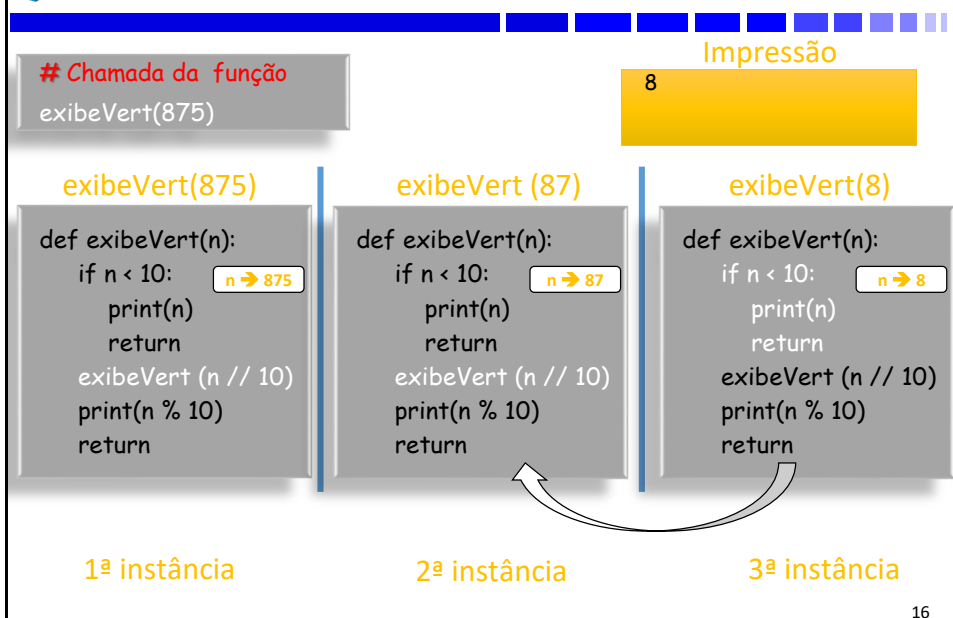 # Chamada da função
exibeVert(875)
Impressão
8
exibeVert(875)
def exibeVert(n):
if n < 10:
n ➔ 875
print(n)
return
exibeVert (n // 10)
print(n % 10)
return
1ª instância
exibeVert (87)
def exibeVert(n):
if n < 10:
n ➔ 87
print(n)
return
exibeVert (n // 10)
print(n % 10)
return
2ª instância
exibeVert(8)
def exibeVert(n):
if n < 10:
n ➔ 8
print(n)
return
exibeVert (n // 10)
print(n % 10)
return
3ª instância
16